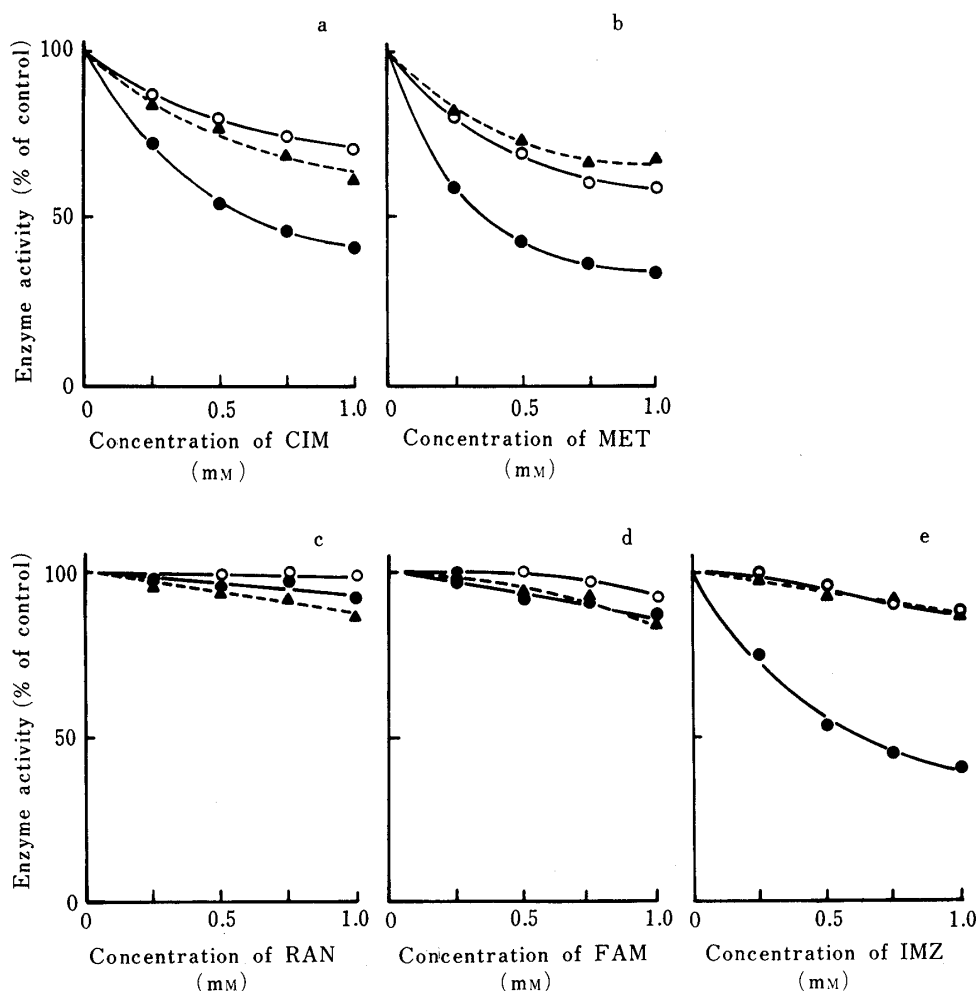 a
b
Enzyme activity (% of control)
100
50
0
0 0.5 1.0
0 0.5 1.0
Concentration of CIM
(mM)
Concentration of MET
(mM)
c
d
e
Enzyme activity (% of control)
100
50
0
0 0.5 1.0
0 0.5 1.0
0 0.5 1.0
Concentration of RAN
(mM)
Concentration of FAM
(mM)
Concentration of IMZ
(mM)